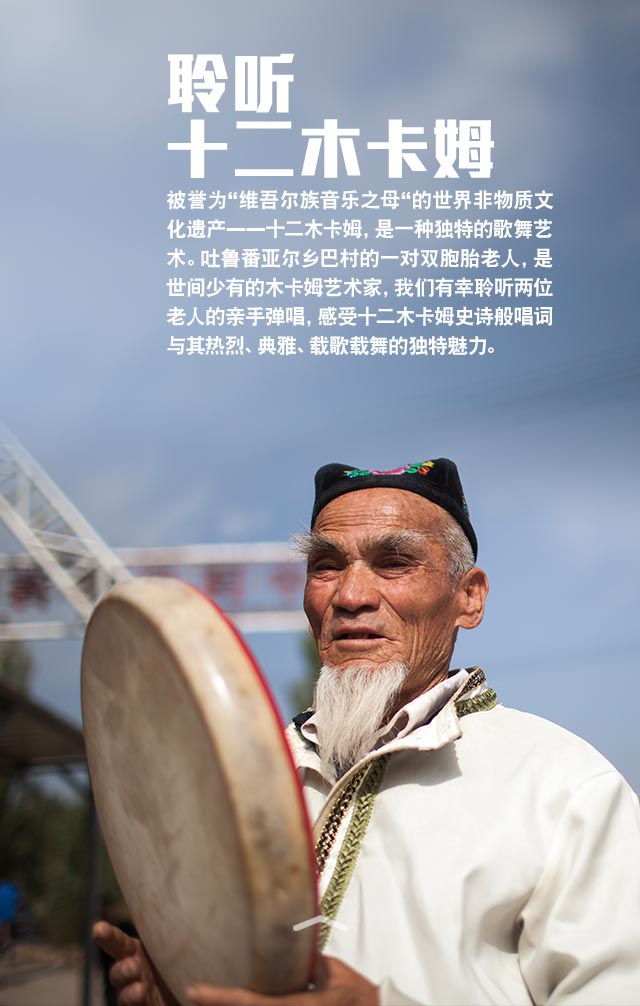 聆听
十二木卡姆
被誉为“维吾尔族音乐之母“的世界非物质文
化遗产——十二木卡姆，是一种独特的歌舞艺
术。吐鲁番亚尔乡巴村的一对双胞胎老人，是
世间少有的木卡姆艺术家，我们有幸聆听两位
老人的亲手弹唱，感受十二木卡姆史诗般唱词
与其热烈、典雅、载歌载舞的独特魅力。